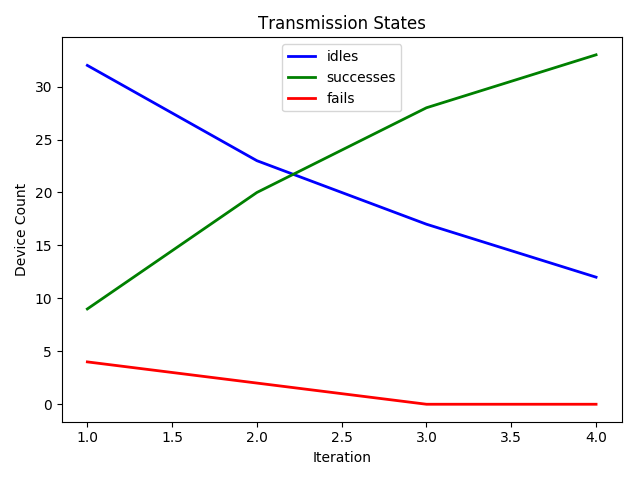 Transmission States
idles
successes
fails
Device Count
30
25
20
15
10
5
0
1.0 1.5 2.0 2.5 3.0 3.5 4.0
Iteration